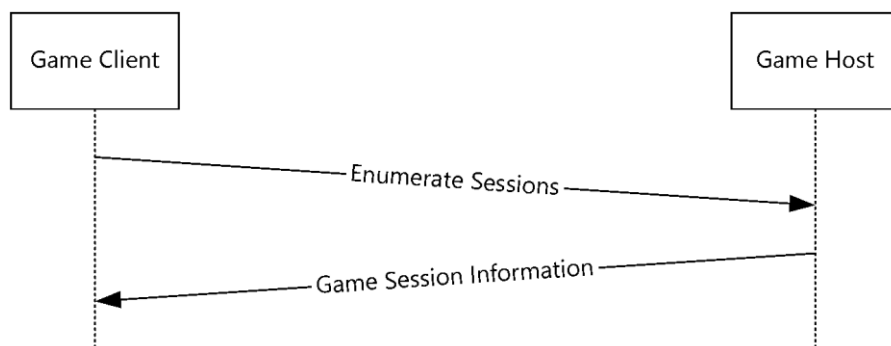 Game Client
Game Host
Enumerate Sessions
Game Session Information